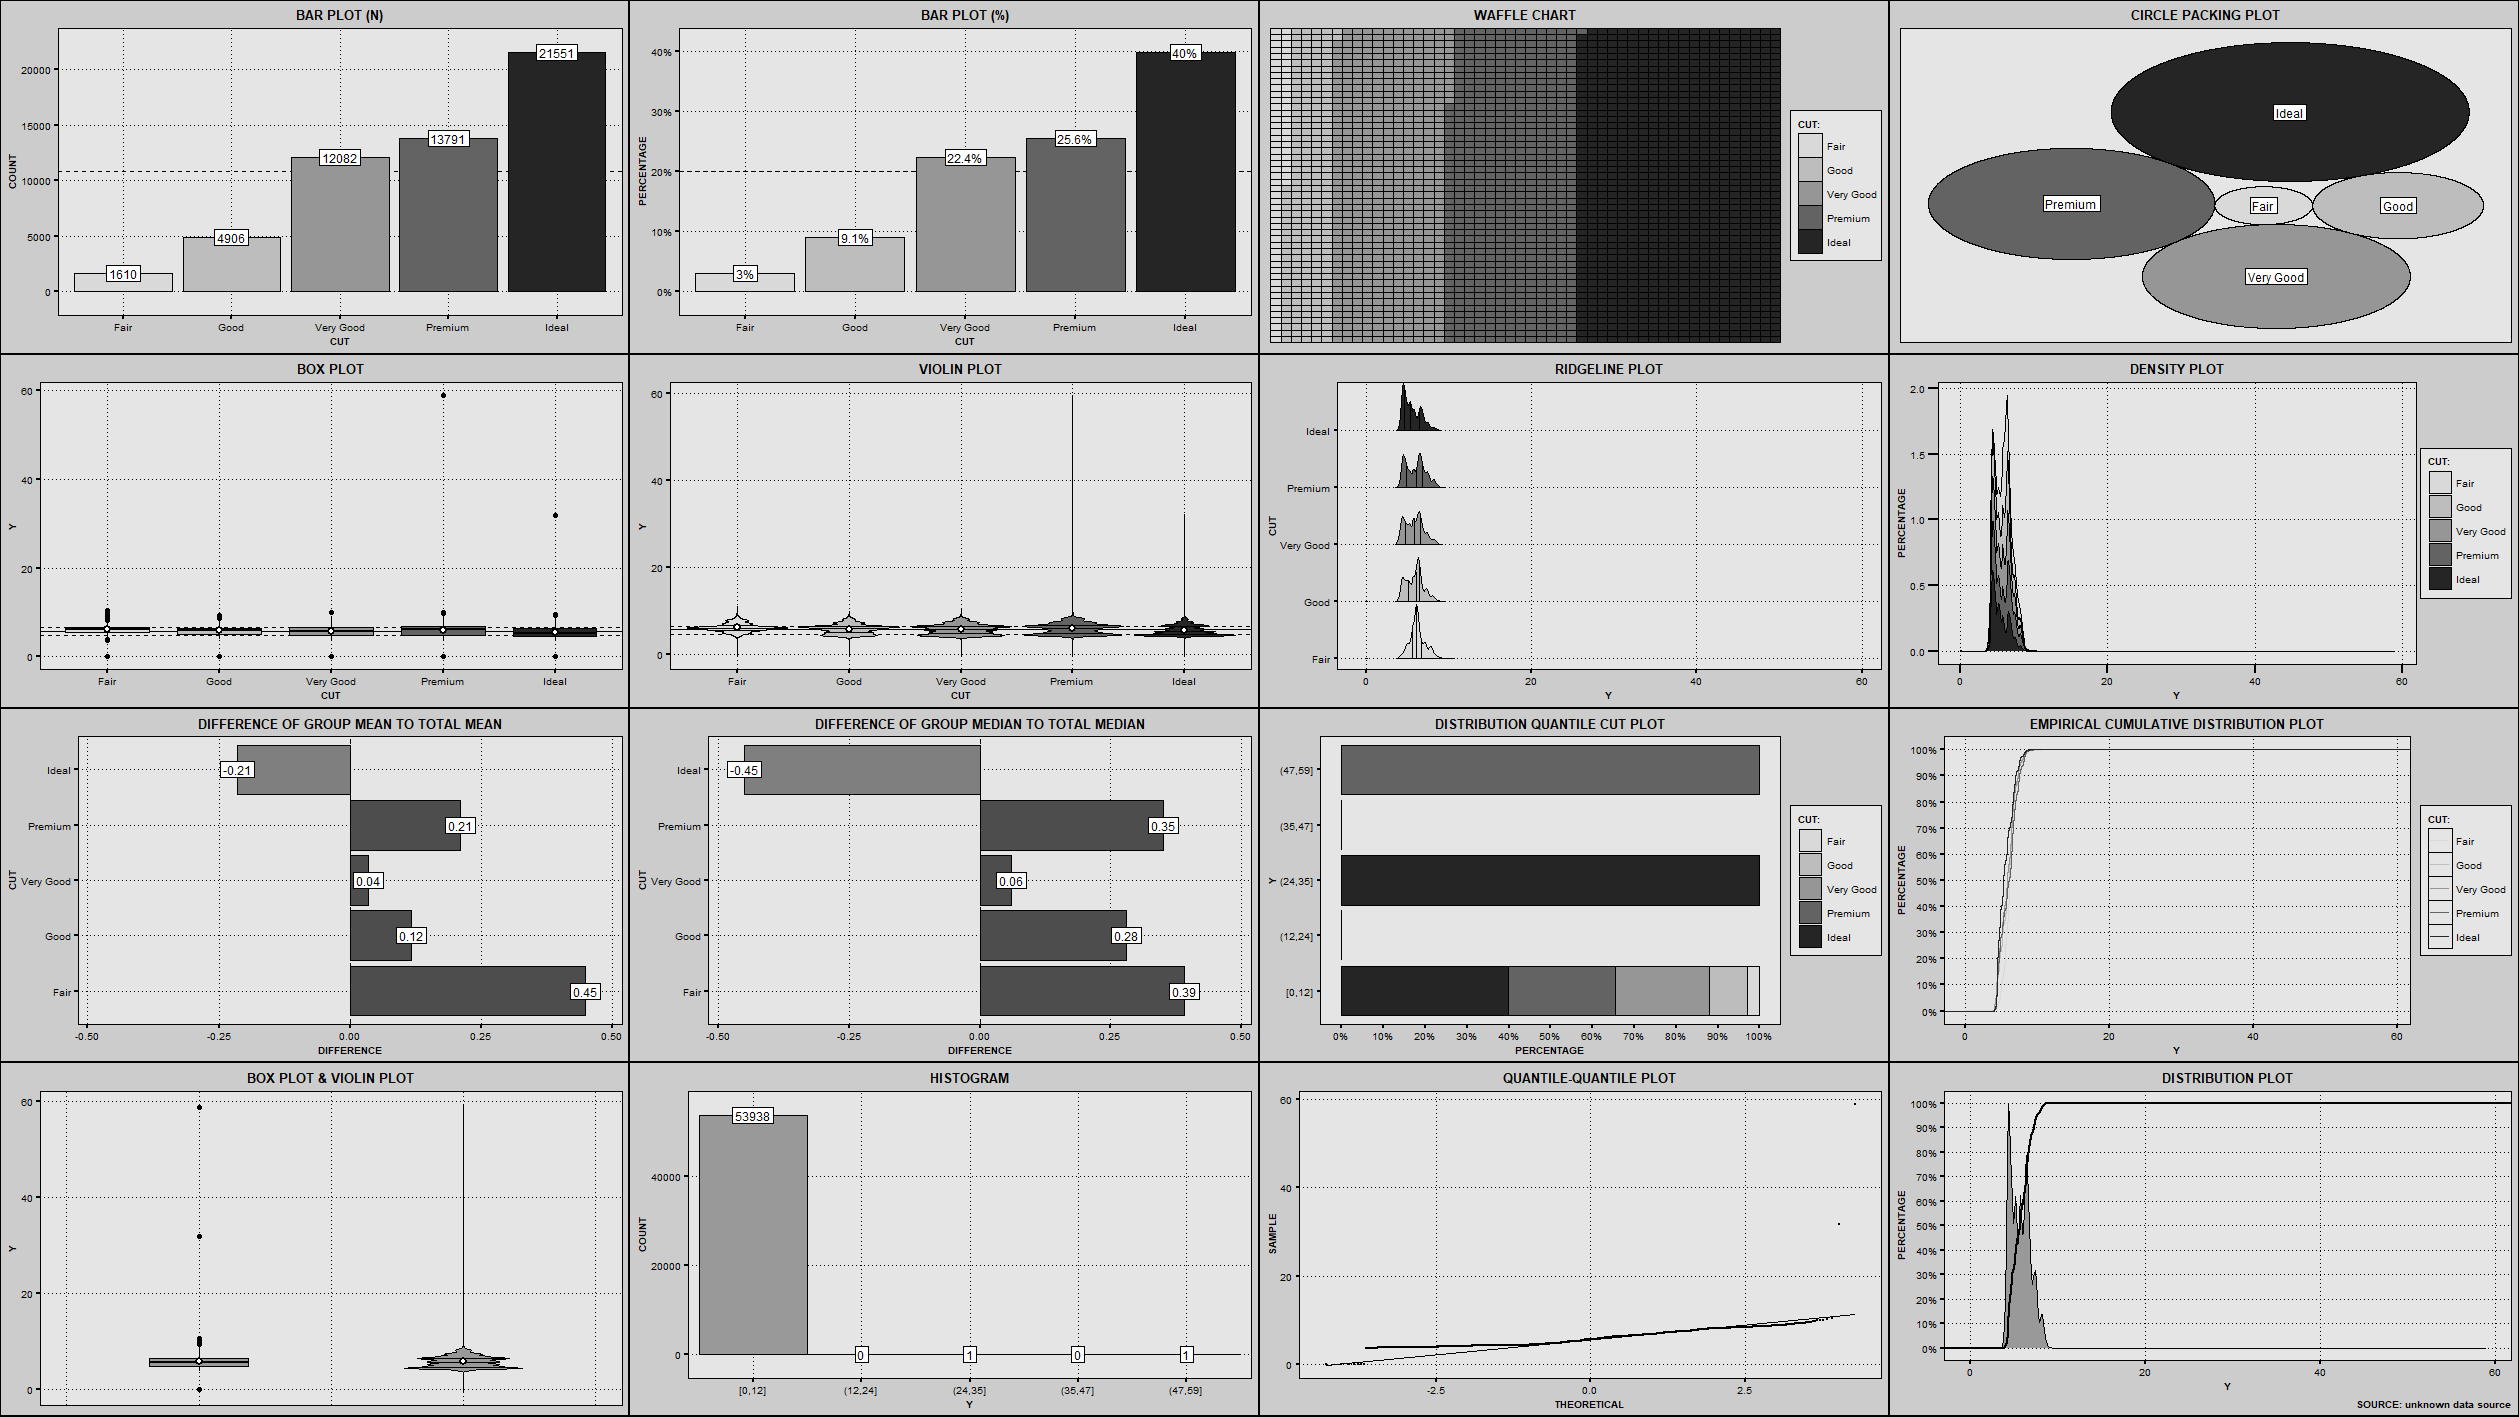 BAR PLOT (N)
COUNT
20000
15000
10000
5000
0
1610
4906
12082
13791
21551
Fair Good Very Good Premium Ideal
CUT
BAR PLOT (%)
PERCENTAGE
40%
30%
20%
10%
0%
3%
9.1%
22.4%
25.6%
40%
Fair Good Very Good Premium Ideal
CUT
WAFFLE CHART
CUT:
Fair
Good
Very Good
Premium
Ideal
CIRCLE PACKING PLOT
Ideal
Premium
Fair
Good
Very Good
BOX PLOT
Y
60
40
20
0
Fair Good Very Good Premium Ideal
CUT
VIOLIN PLOT
Y
60
40
20
0
Fair Good Very Good Premium Ideal
CUT
RIDGELINE PLOT
CUT
Ideal
Premium
Very Good
Good
Fair
0 20 40 60
Y
DENSITY PLOT
PERCENTAGE
2.0
1.5
1.0
0.5
0.0
0 20 40 60
Y
CUT:
Fair
Good
Very Good
Premium
Ideal
DIFFERENCE OF GROUP MEAN TO TOTAL MEAN
CUT
Ideal
Premium
Very Good
Good
Fair
-0.21
0.21
0.04
0.12
0.45
-0.50 -0.25 0.00 0.25 0.50
DIFFERENCE
DIFFERENCE OF GROUP MEDIAN TO TOTAL MEDIAN
CUT
Ideal
Premium
Very Good
Good
Fair
-0.45
0.35
0.06
0.28
0.39
-0.50 -0.25 0.00 0.25 0.50
DIFFERENCE
DISTRIBUTION QUANTILE CUT PLOT
Y
(47,59]
(35,47]
(24,35]
(12,24]
[0,12]
0% 10% 20% 30% 40% 50% 60% 70% 80% 90% 100%
PERCENTAGE
CUT:
Fair
Good
Very Good
Premium
Ideal
EMPIRICAL CUMULATIVE DISTRIBUTION PLOT
PERCENTAGE
100%
90%
80%
70%
60%
50%
40%
30%
20%
10%
0%
0 20 40 60
Y
CUT:
Fair
Good
Very Good
Premium
Ideal
BOX PLOT & VIOLIN PLOT
Y
60
40
20
0
HISTOGRAM
COUNT
40000
20000
0
53938
0
1
0
1
[0,12] (12,24] (24,35] (35,47] (47,59]
Y
QUANTILE-QUANTILE PLOT
SAMPLE
60
40
20
0
-2.5 0.0 2.5
THEORETICAL
DISTRIBUTION PLOT
PERCENTAGE
100%
90%
80%
70%
60%
50%
40%
30%
20%
10%
0%
0 20 40 60
Y
SOURCE: unknown data source